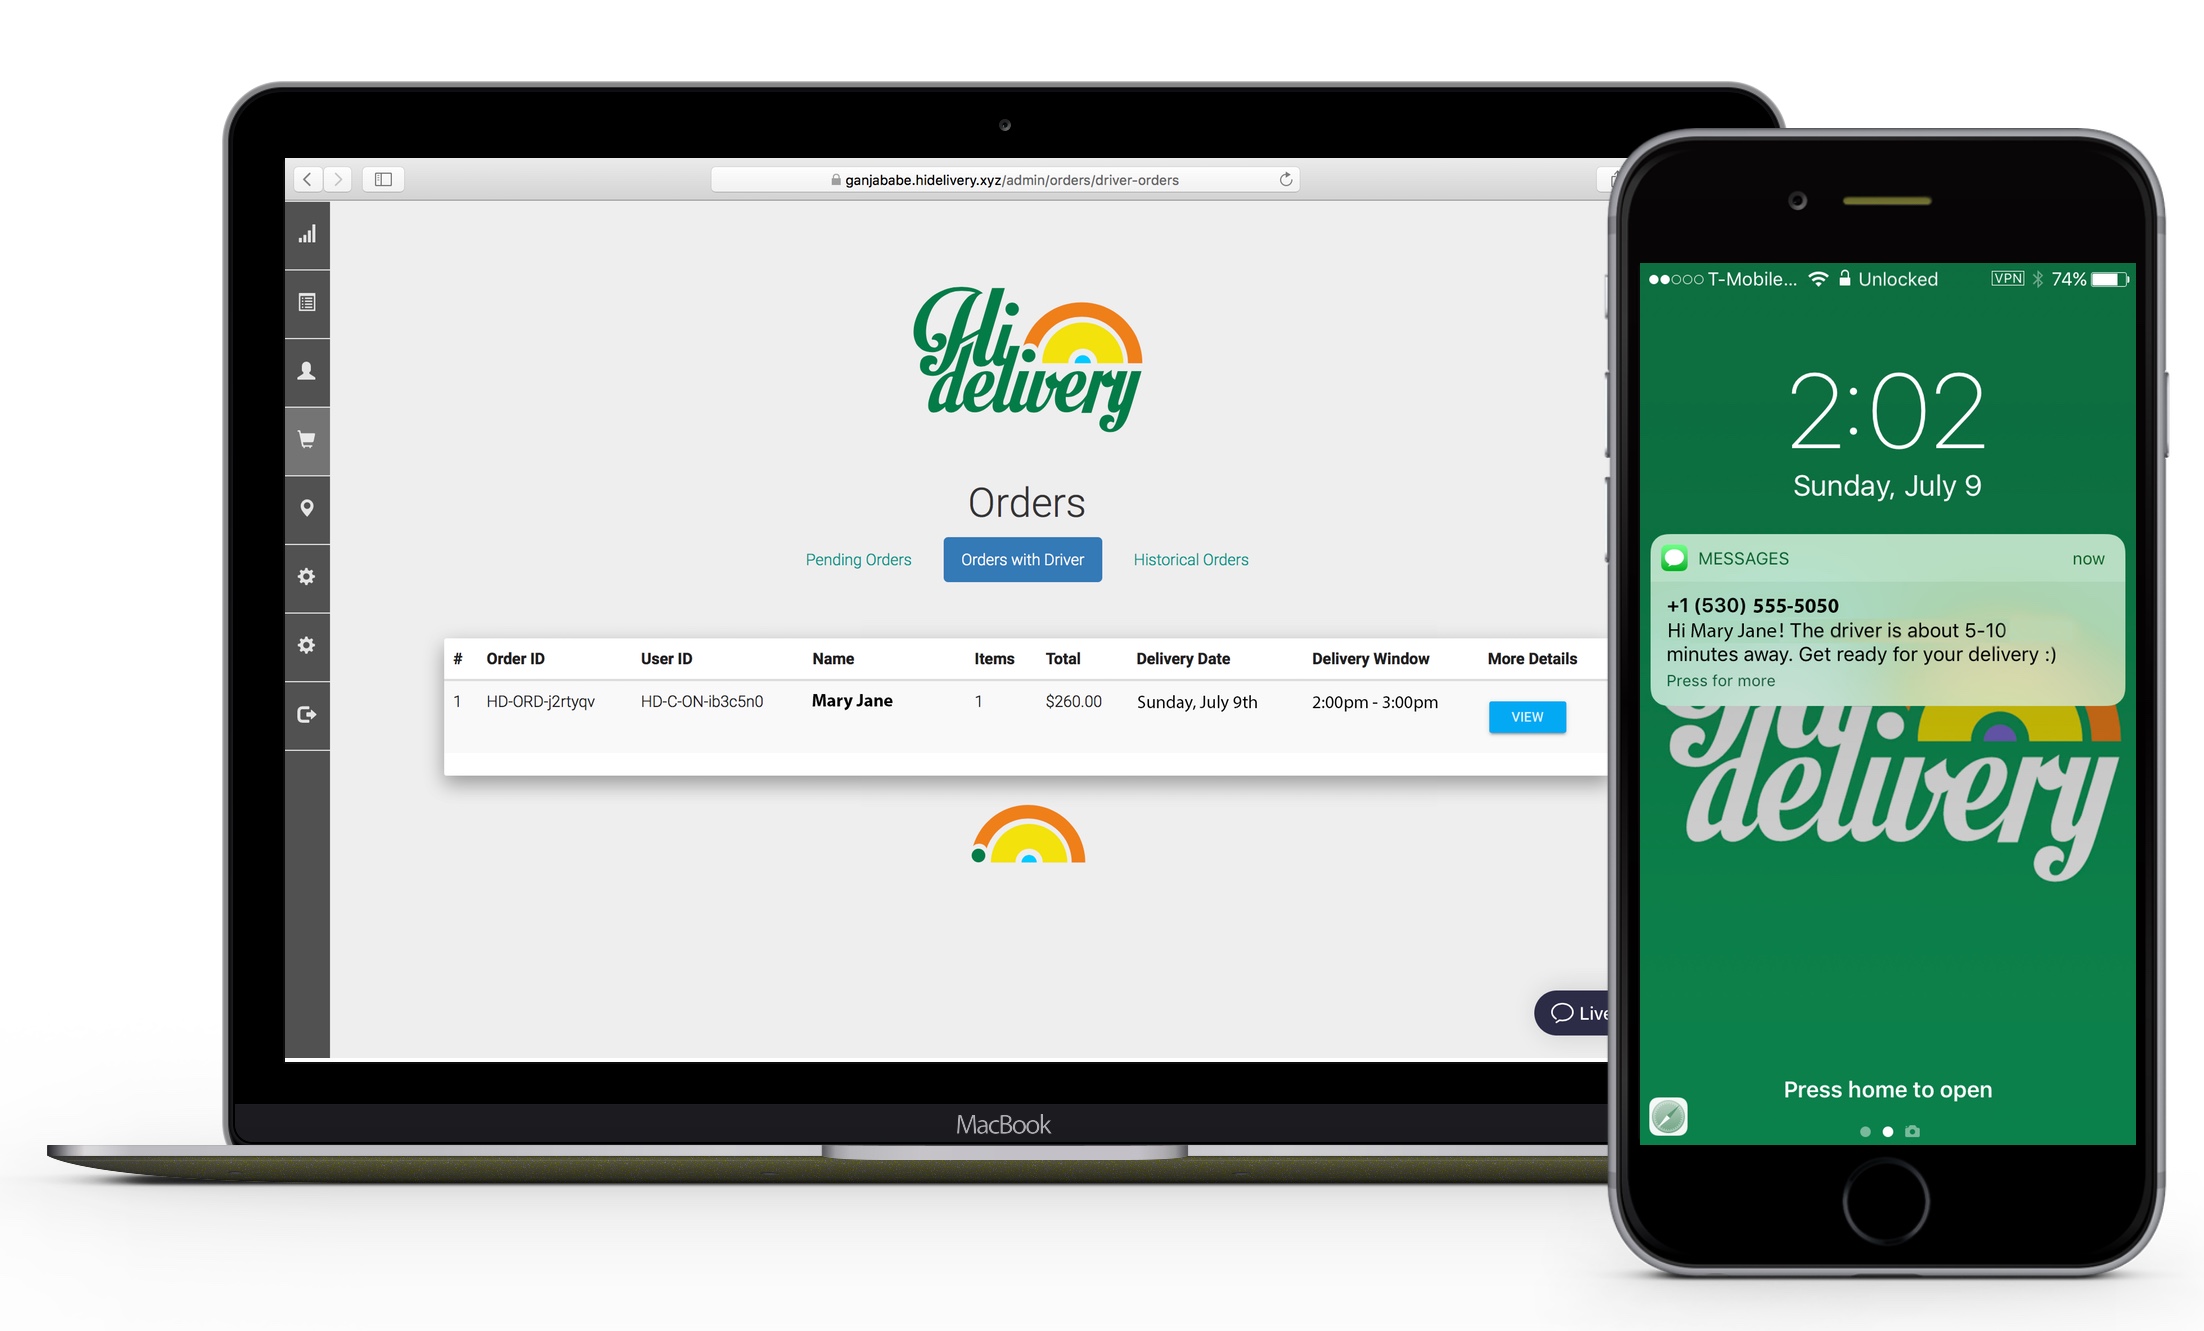 ganjababe.hidelivery.xyz/admin/orders/driver-orders
Hi
delivery
Orders
Pending Orders Orders with Driver Historical Orders
# Order ID User ID Name Items Total Delivery Date Delivery Window More Details
1 HD-ORD-j2rtyqv HD-C-ON-ib3c5n0 Mary Jane 1 $260.00 Sunday, July 9th 2:00pm - 3:00pm VIEW
Live
MacBook
T-Mobile... Unlocked VPN 74%
2:02
Sunday, July 9
MESSAGES now
+1 (530) 555-5050
Hi Mary Jane! The driver is about 5-10
minutes away. Get ready for your delivery :)
Press for more
delivery
Press home to open